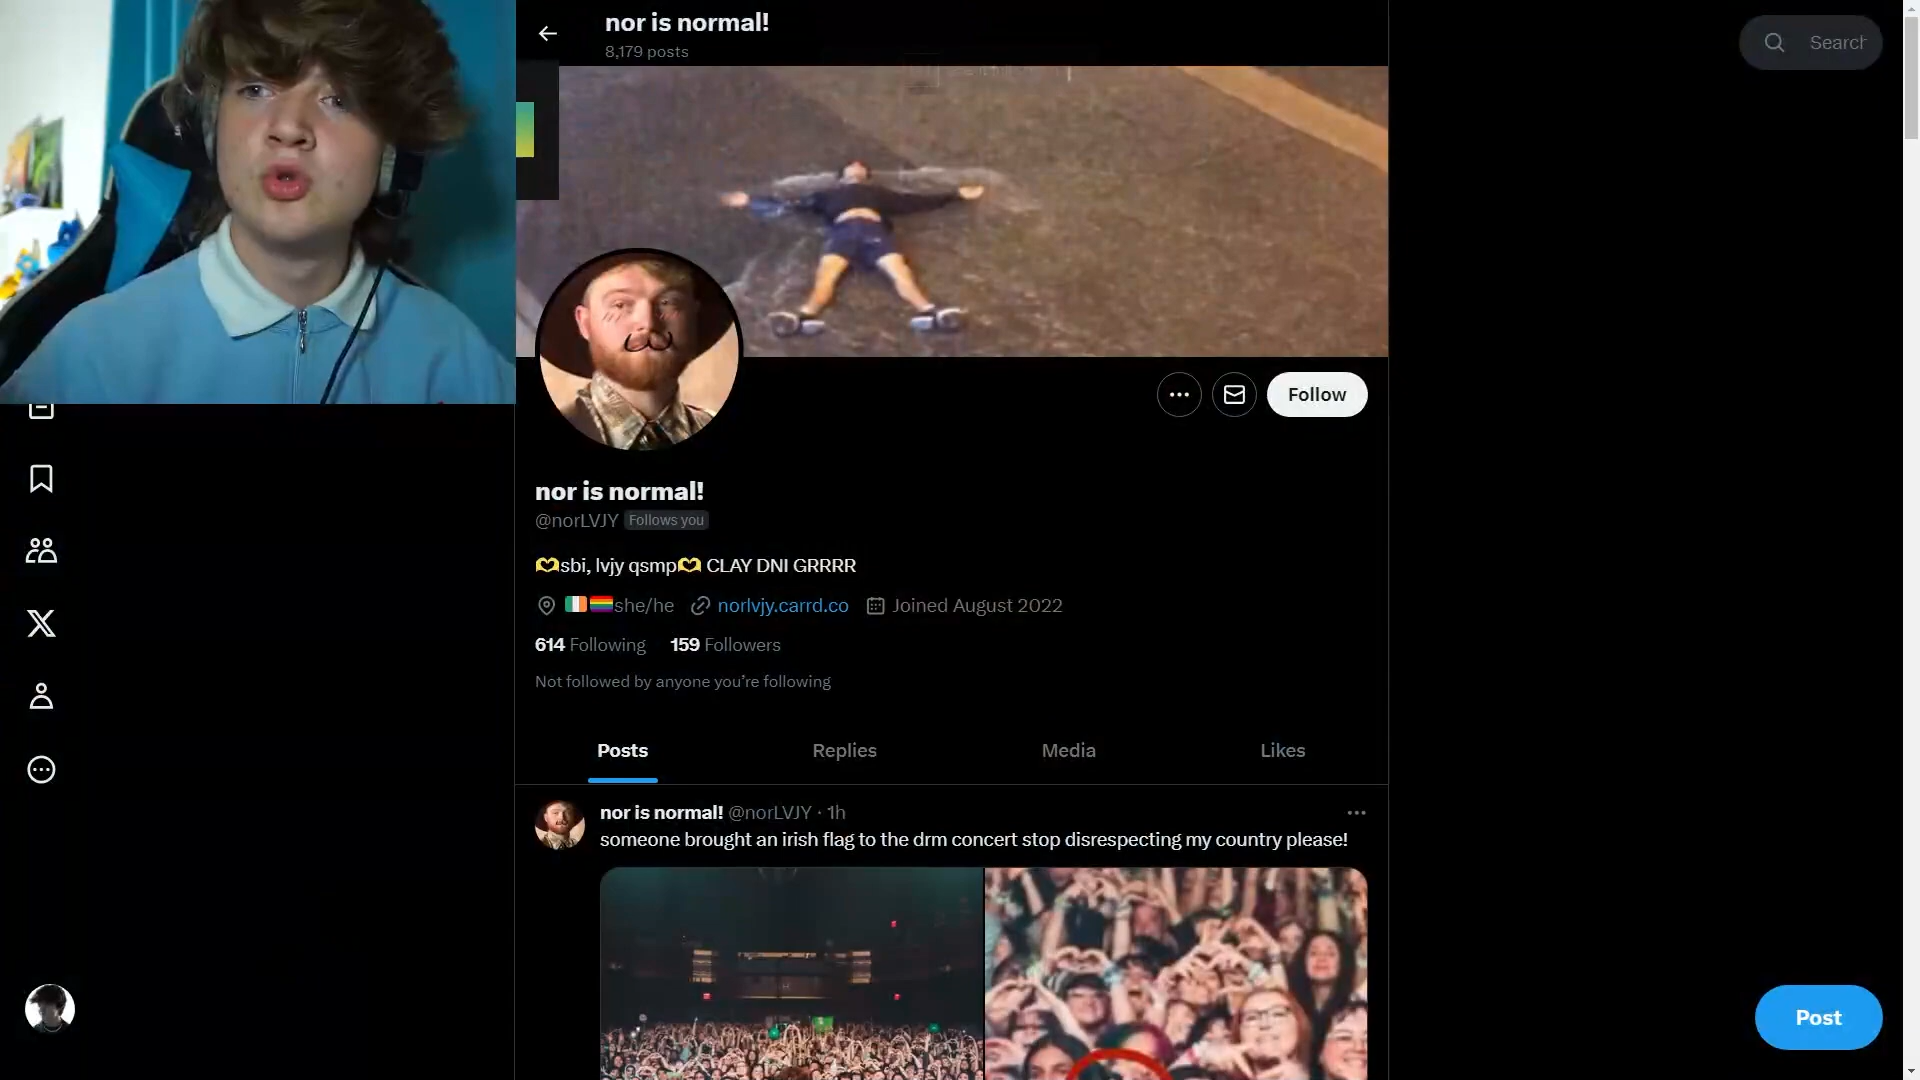 nor is normal!
8,179 posts
Search
Follow
nor is normal!
@norLVJY Follows you
🫶sbi, lvjy qsmp🫶 CLAY DNI GRRRR
🇮🇪🏳️‍🌈she/he norlvjy.carrd.co Joined August 2022
614 Following 159 Followers
Not followed by anyone you’re following
Posts Replies Media Likes
nor is normal! @norLVJY · 1h
someone brought an irish flag to the drm concert stop disrespecting my country please!
Post